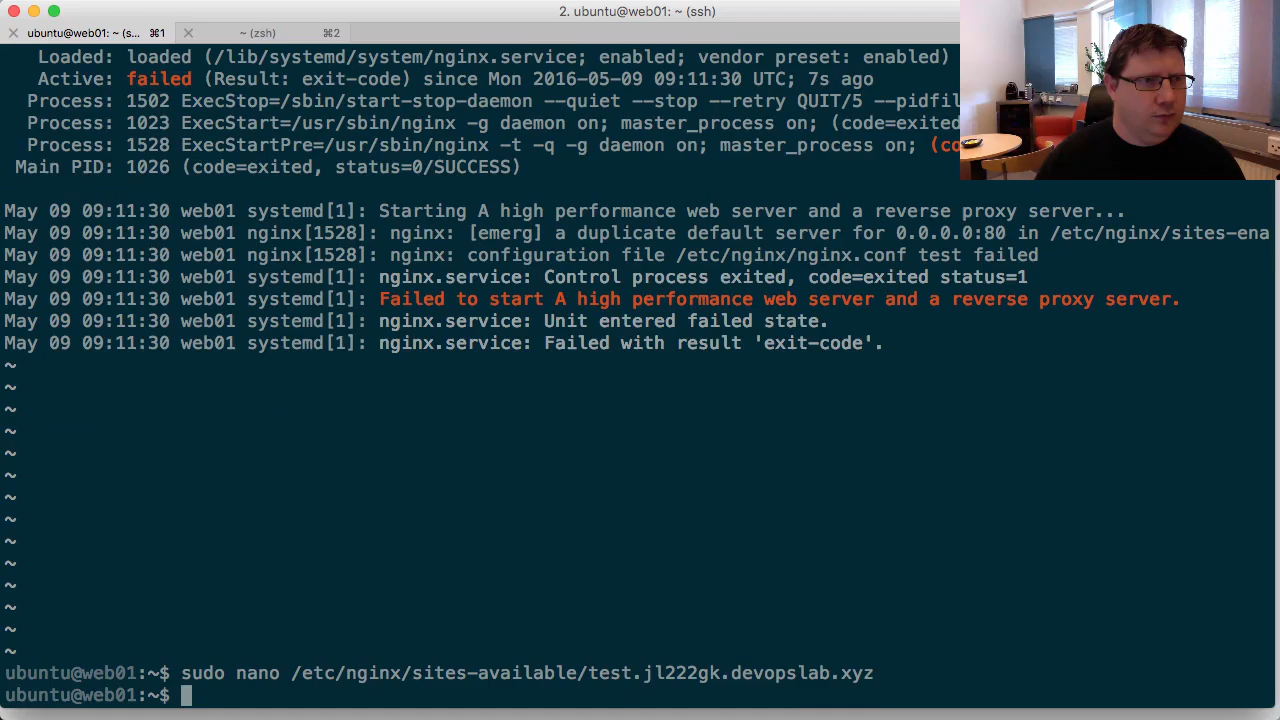 2. ubuntu@web01: ~ (ssh)
ubuntu@web01: ~ (s... ⌘1 ~ (zsh) ⌘2
Loaded: loaded (/lib/systemd/system/nginx.service; enabled; vendor preset: enabled)
Active: failed (Result: exit-code) since Mon 2016-05-09 09:11:30 UTC; 7s ago
Process: 1502 ExecStop=/sbin/start-stop-daemon --quiet --stop --retry QUIT/5 --pidfil
Process: 1023 ExecStart=/usr/sbin/nginx -g daemon on; master_process on; (code=exited
Process: 1528 ExecStartPre=/usr/sbin/nginx -t -q -g daemon on; master_process on; (co
Main PID: 1026 (code=exited, status=0/SUCCESS)
May 09 09:11:30 web01 systemd[1]: Starting A high performance web server and a reverse proxy server...
May 09 09:11:30 web01 nginx[1528]: nginx: [emerg] a duplicate default server for 0.0.0.0:80 in /etc/nginx/sites-ena
May 09 09:11:30 web01 nginx[1528]: nginx: configuration file /etc/nginx/nginx.conf test failed
May 09 09:11:30 web01 systemd[1]: nginx.service: Control process exited, code=exited status=1
May 09 09:11:30 web01 systemd[1]: Failed to start A high performance web server and a reverse proxy server.
May 09 09:11:30 web01 systemd[1]: nginx.service: Unit entered failed state.
May 09 09:11:30 web01 systemd[1]: nginx.service: Failed with result 'exit-code'.
~
~
~
~
~
~
~
~
~
~
~
~
~
~
ubuntu@web01:~$ sudo nano /etc/nginx/sites-available/test.jl222gk.devopslab.xyz
ubuntu@web01:~$